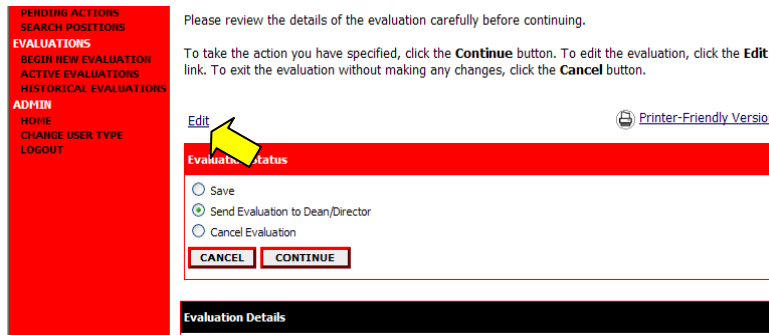 PENDING ACTIONS
SEARCH POSITIONS
EVALUATIONS
BEGIN NEW EVALUATION
ACTIVE EVALUATIONS
HISTORICAL EVALUATIONS
ADMIN
HOME
CHANGE USER TYPE
LOGOUT
Please review the details of the evaluation carefully before continuing.
To take the action you have specified, click the Continue button. To edit the evaluation, click the Edit
link. To exit the evaluation without making any changes, click the Cancel button.
Edit
Printer-Friendly Versio
Evaluation Status
Save
Send Evaluation to Dean/Director
Cancel Evaluation
CANCEL CONTINUE
Evaluation Details